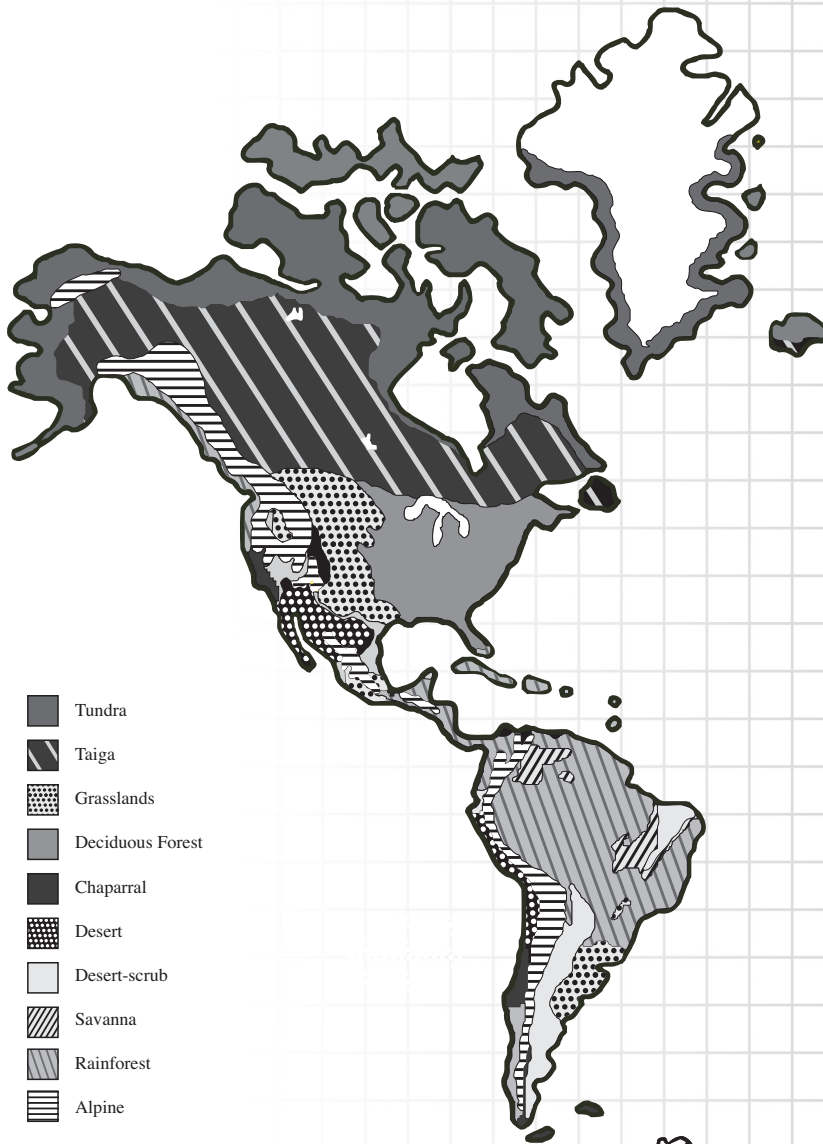 Tundra
Taiga
Grasslands
Deciduous Forest
Chaparral
Desert
Desert-scrub
Savanna
Rainforest
Alpine